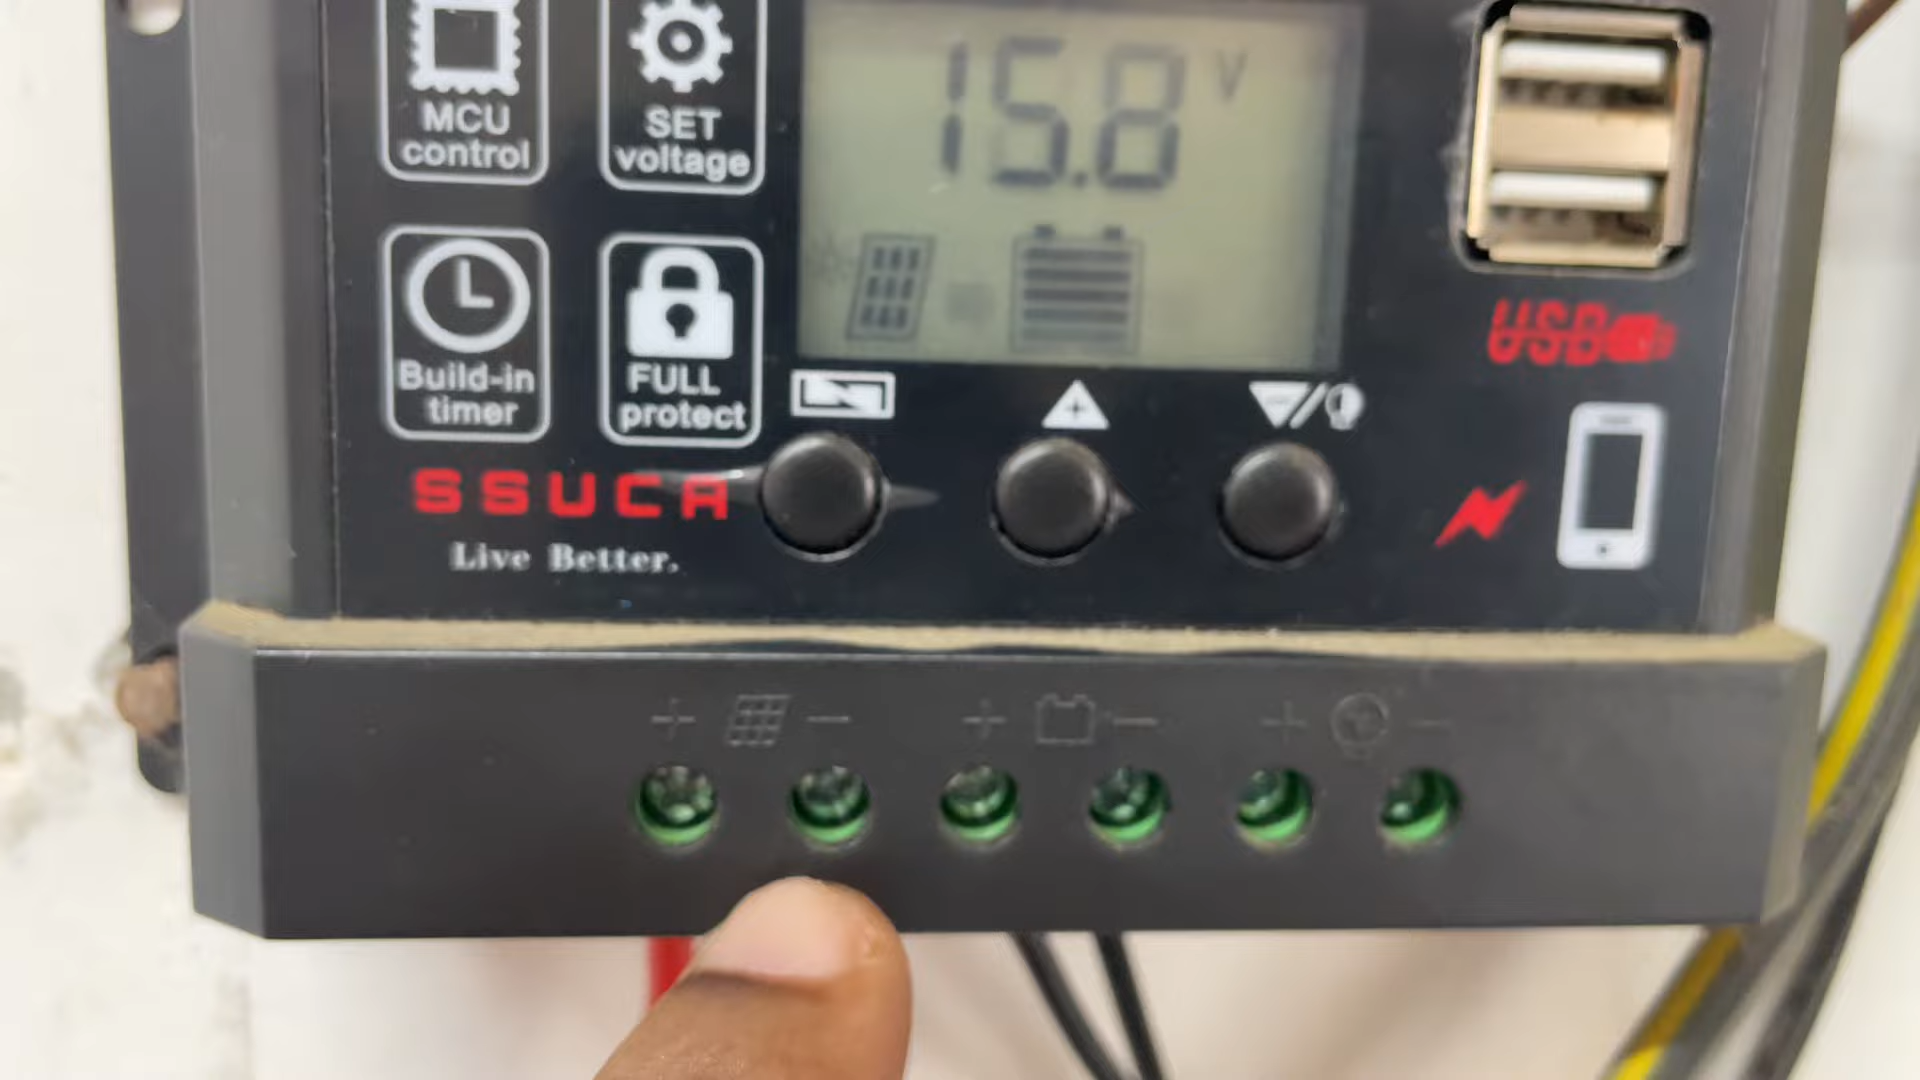 MCU
control
SET
voltage
15.8 V
Build-in
timer
FULL
protect
USB
SSUCA
Live Better.
+ −
+ −
+ −